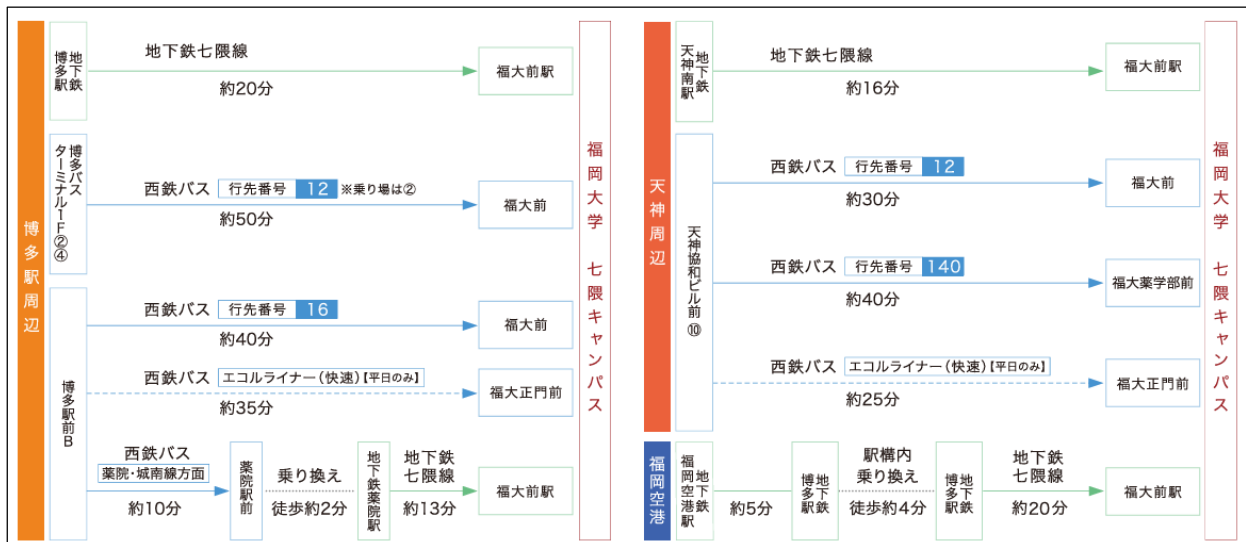 博多駅周辺
地下鉄
博多駅
地下鉄七隈線
約20分
福大前駅
博多バス
ターミナル1F②④
西鉄バス 行先番号 12 ※乗り場は②
約50分
福大前
博多駅前B
西鉄バス 行先番号 16
約40分
福大前
西鉄バス エコルライナー(快速)【平日のみ】
約35分
福大正門前
西鉄バス
薬院・城南線方面
約10分
薬院駅前
乗り換え
徒歩約2分
地下鉄薬院駅
地下鉄
七隈線
約13分
福大前駅
福岡大学 七隈キャンパス
天神周辺
地下鉄
天神南駅
地下鉄七隈線
約16分
福大前駅
天神協和ビル前⑩
西鉄バス 行先番号 12
約30分
福大前
西鉄バス 行先番号 140
約40分
福大薬学部前
西鉄バス エコルライナー(快速)【平日のみ】
約25分
福大正門前
福岡空港
地下鉄
福岡空港駅
約5分
地下鉄
博多駅
駅構内
乗り換え
徒歩約4分
地下鉄
博多駅
地下鉄
七隈線
約20分
福大前駅
福岡大学 七隈キャンパス